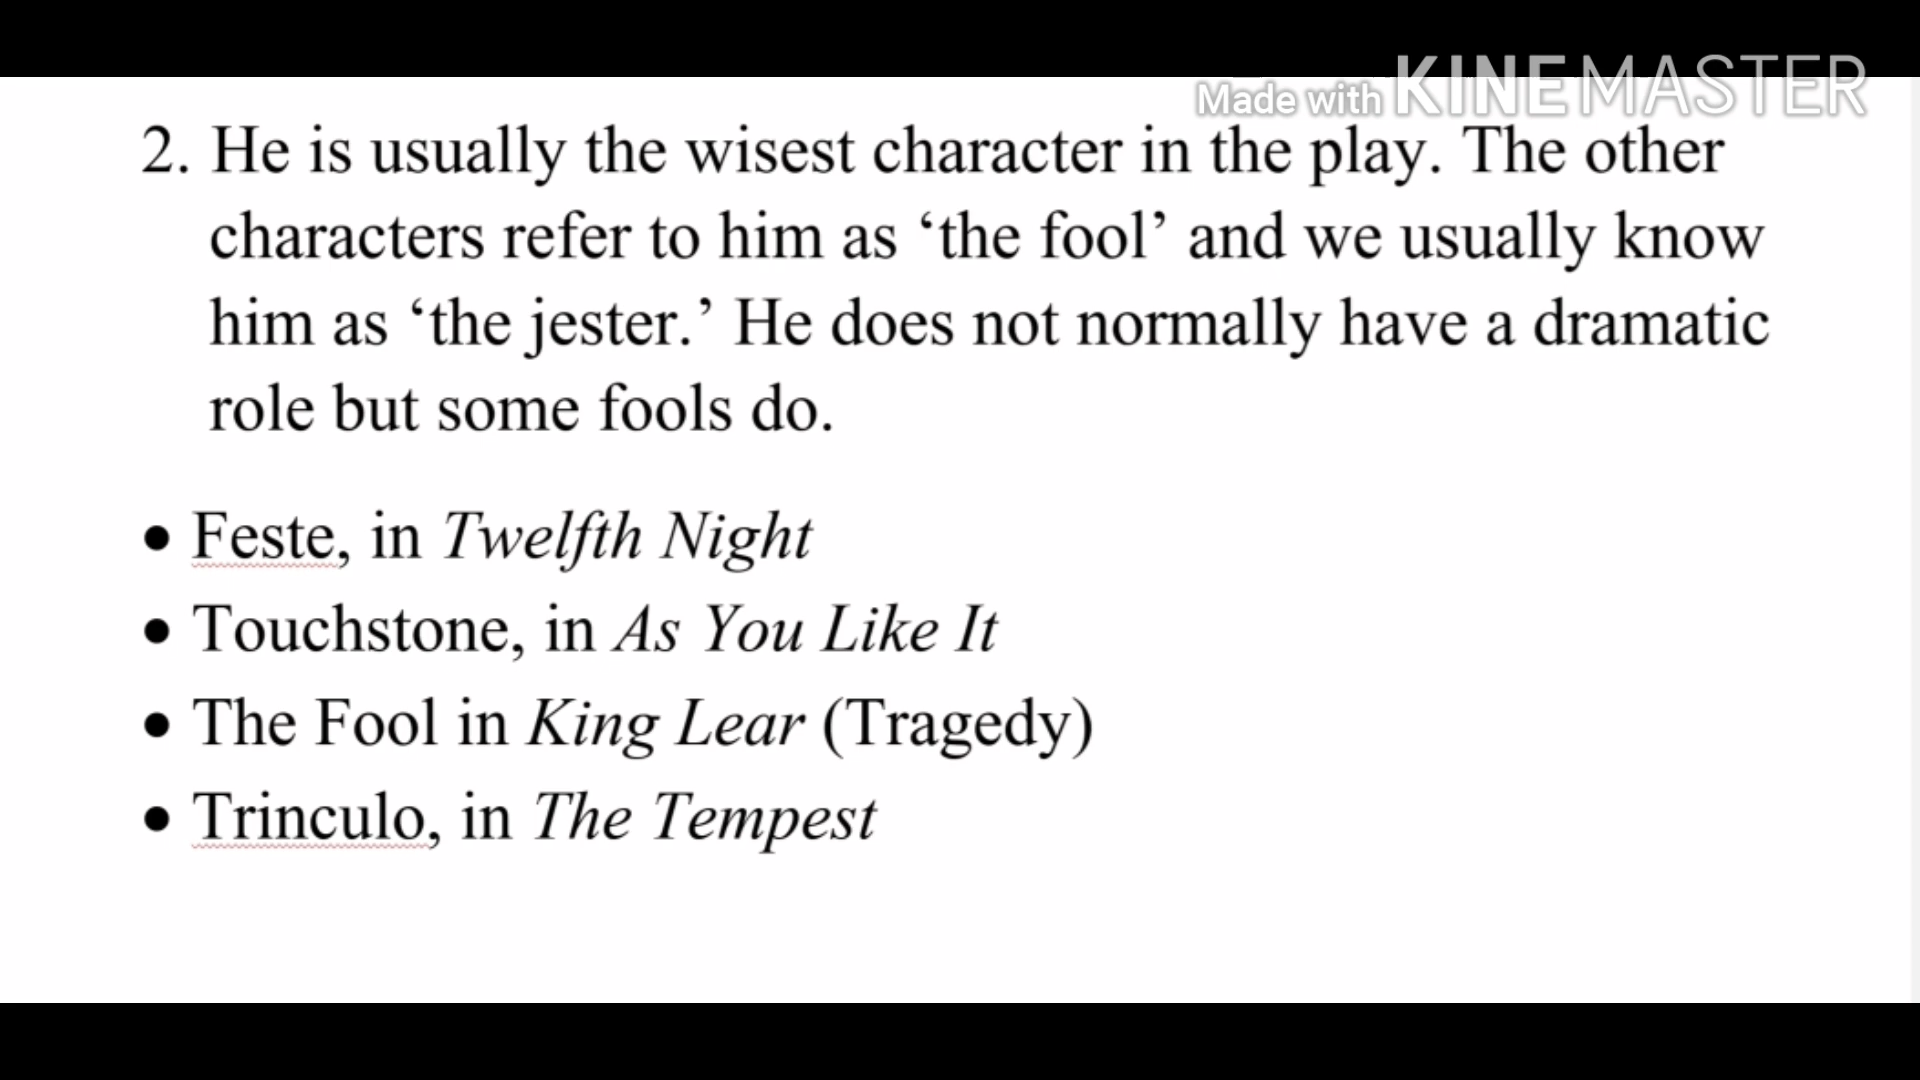 Made with KINEMASTER
2. He is usually the wisest character in the play. The other
characters refer to him as ‘the fool’ and we usually know
him as ‘the jester.’ He does not normally have a dramatic
role but some fools do.
• Feste, in Twelfth Night
• Touchstone, in As You Like It
• The Fool in King Lear (Tragedy)
• Trinculo, in The Tempest